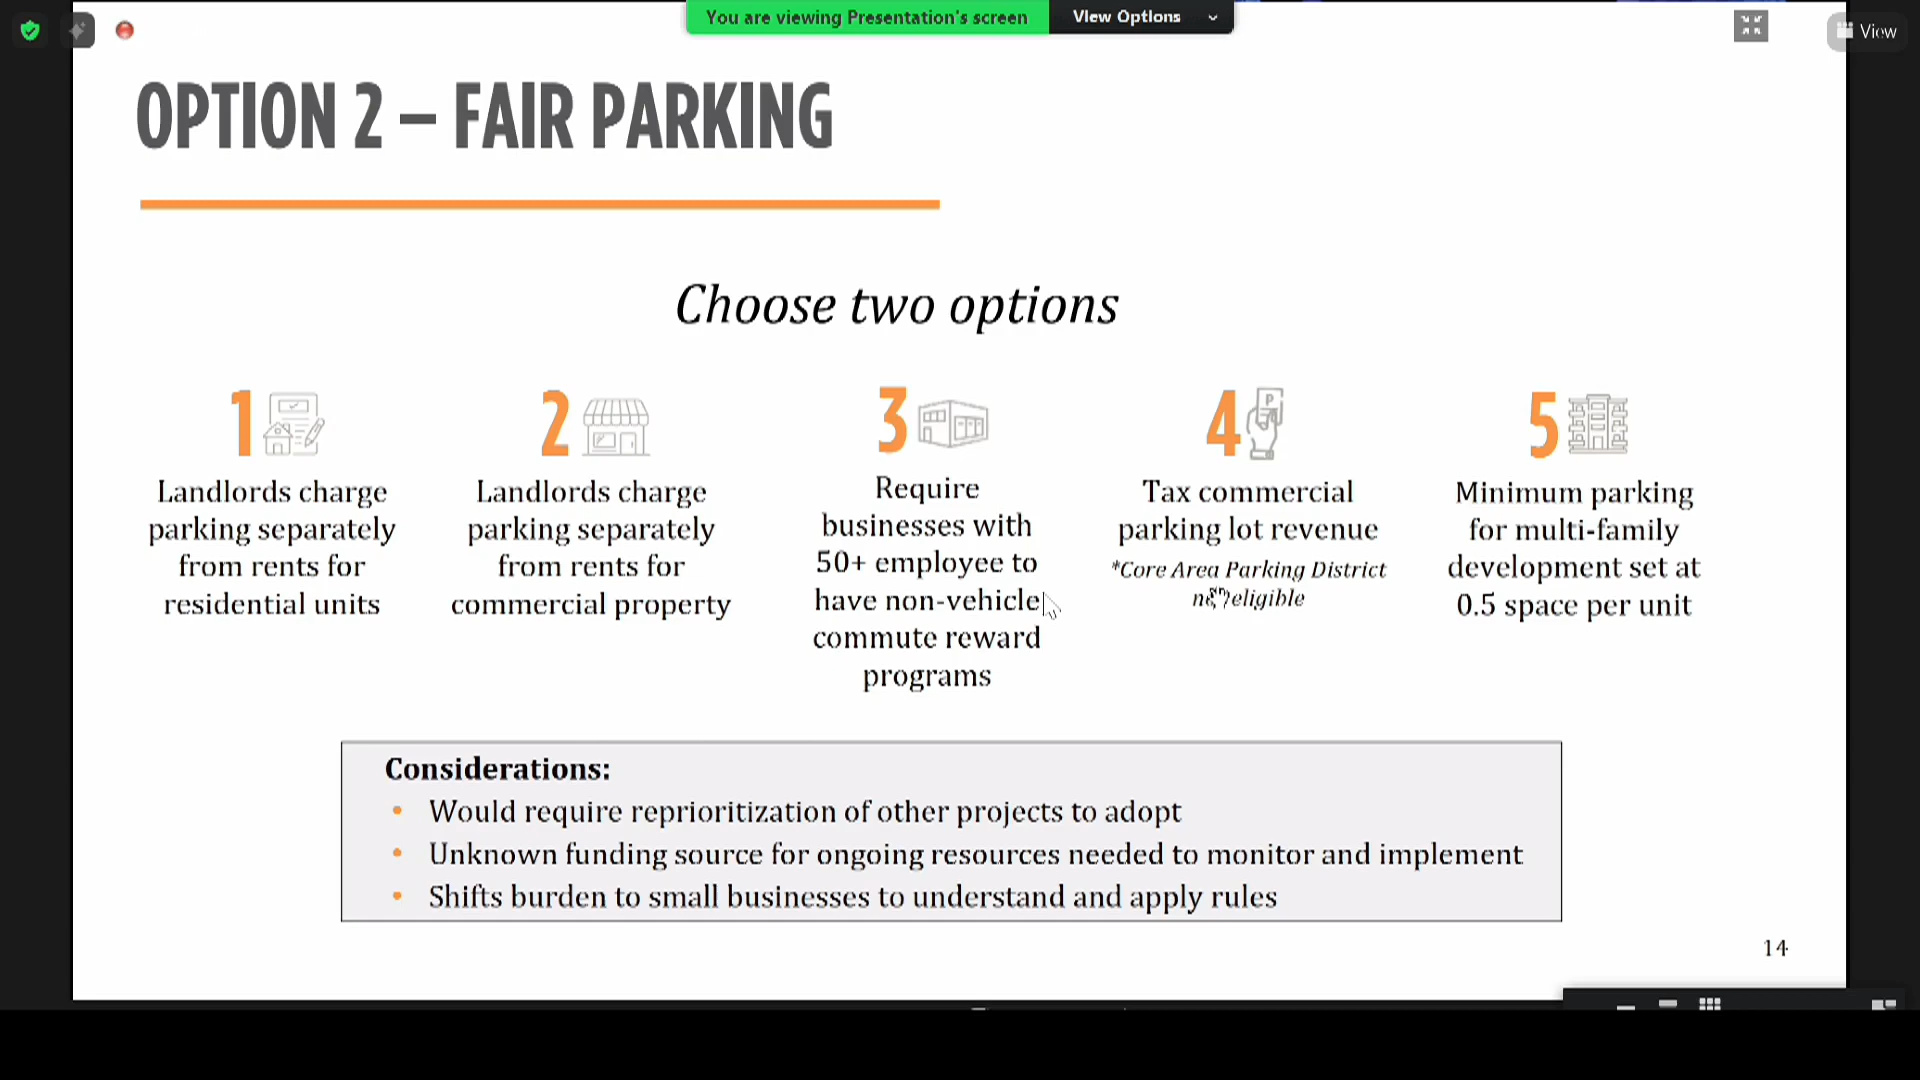 You are viewing Presentation's screen
View Options
View
OPTION 2 – FAIR PARKING
Choose two options
1
Landlords charge
parking separately
from rents for
residential units
2
Landlords charge
parking separately
from rents for
commercial property
3
Require
businesses with
50+ employee to
have non-vehicle
commute reward
programs
4
P
Tax commercial
parking lot revenue
*Core Area Parking District
eligible
5
Minimum parking
for multi-family
development set at
0.5 space per unit
Considerations:
• Would require reprioritization of other projects to adopt
• Unknown funding source for ongoing resources needed to monitor and implement
• Shifts burden to small businesses to understand and apply rules
14